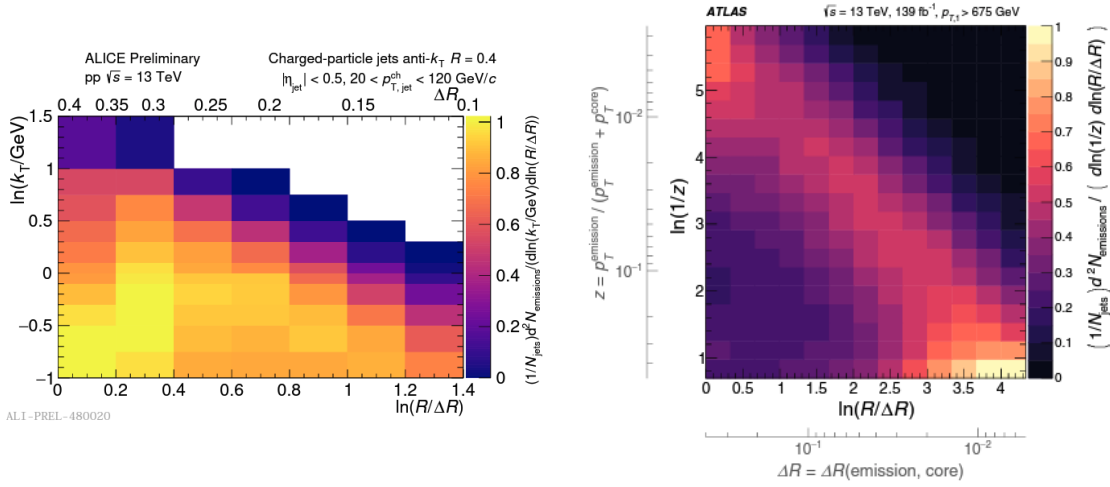 ALICE Preliminary
pp √s = 13 TeV
Charged-particle jets anti-kT R = 0.4
|ηjet| < 0.5, 20 < p^ch_T, jet < 120 GeV/c
0.4 0.35 0.3 0.25 0.2 0.15 0.1
ΔR
ln(kT/GeV)
1.5
1
0.5
0
−0.5
−1
0 0.2 0.4 0.6 0.8 1 1.2 1.4
ln(R/ΔR)
1
0.8
0.6
0.4
0.2
0
(1/Njets)d²Nemissions/(dln(kT/GeV)dln(R/ΔR))
ALI-PREL-480020
ATLAS
√s = 13 TeV, 139 fb⁻¹, pT,1 > 675 GeV
z = pT^emission / (pT^emission + pT^core)
10⁻²
10⁻¹
ln(1/z)
5
4
3
2
1
0 0.5 1 1.5 2 2.5 3 3.5 4
ln(R/ΔR)
1
0.9
0.8
0.7
0.6
0.5
0.4
0.3
0.2
0.1
0
(1/Njets) d²Nemissions / ( dln(1/z) dln(R/ΔR) )
10⁻¹ 10⁻²
ΔR = ΔR(emission, core)